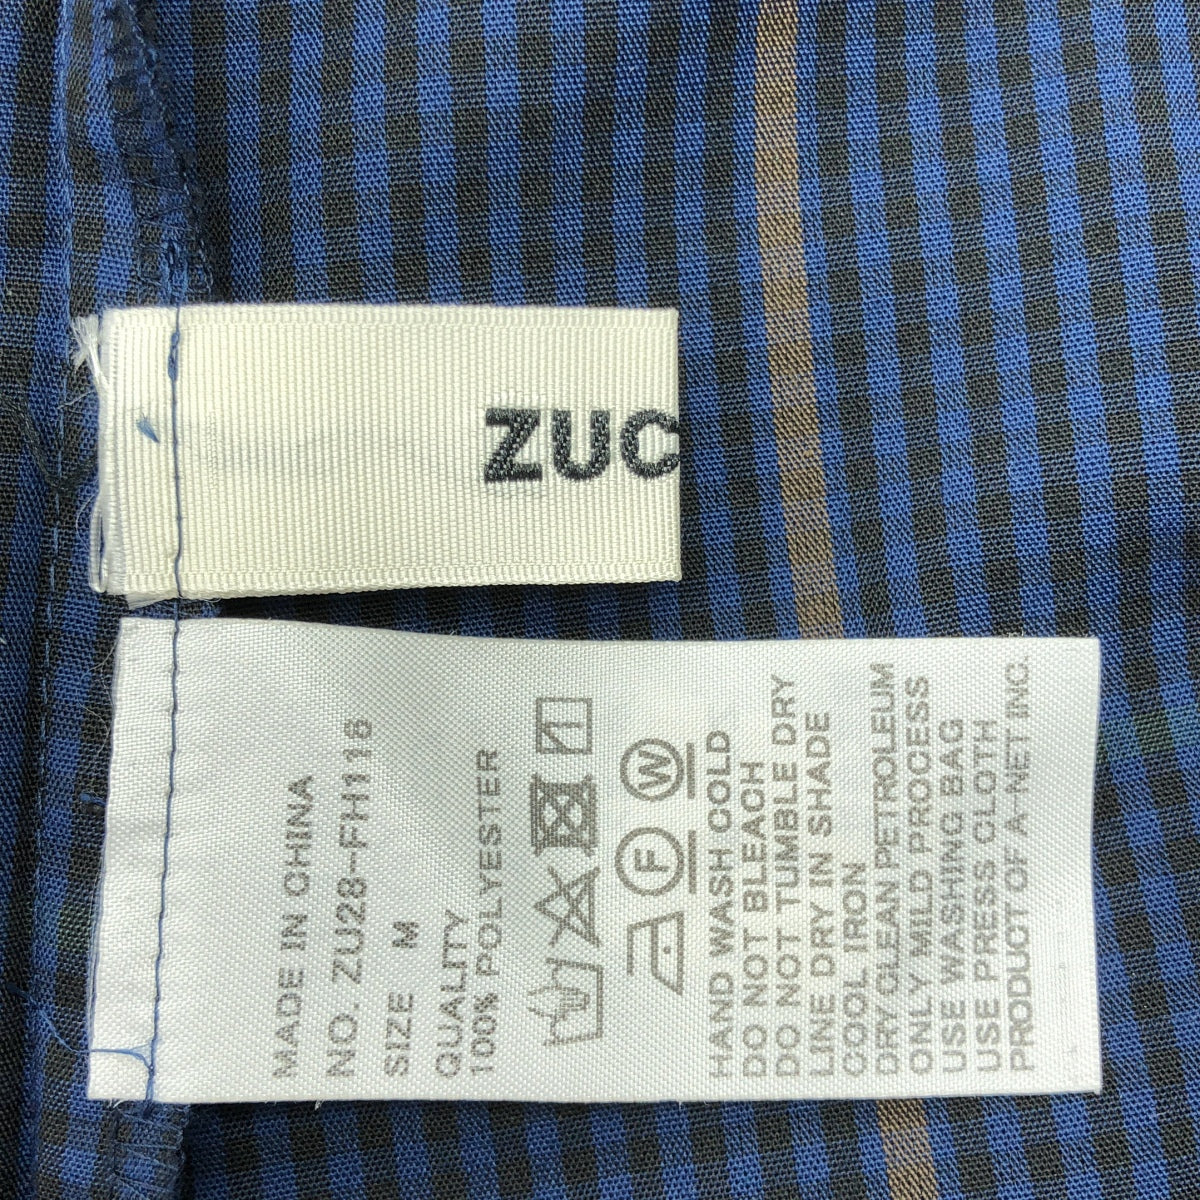 ZUC
MADE IN CHINA
NO. ZU28-FH116
SIZE M
QUALITY
100% POLYESTER
F
W
HAND WASH COLD
DO NOT BLEACH
DO NOT TUMBLE DRY
LINE DRY IN SHADE
COOL IRON
DRY CLEAN PETROLEUM
ONLY MILD PROCESS
USE WASHING BAG
USE PRESS CLOTH
PRODUCT OF A-NET INC.